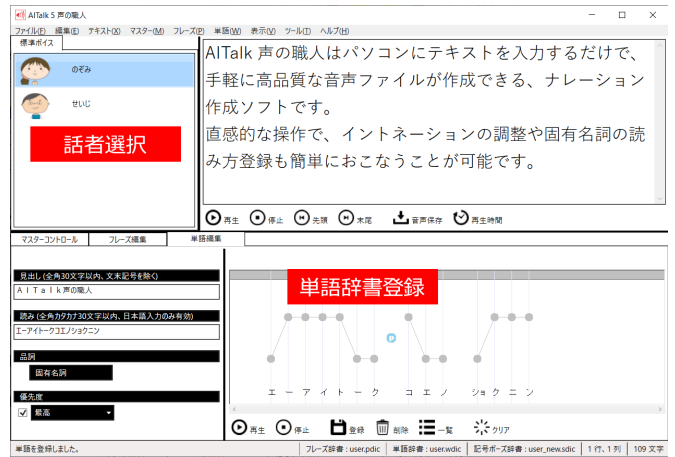 AITalk 5 声の職人
ファイル(F) 編集(E) テキスト(X) マスター(M) フレーズ(P) 単語(W) 表示(V) ツール(T) ヘルプ(H)
標準ボイス
のぞみ
せいじ
話者選択
AITalk 声の職人はパソコンにテキストを入力するだけで、
手軽に高品質な音声ファイルが作成できる、ナレーション
作成ソフトです。
直感的な操作で、イントネーションの調整や固有名詞の読
み方登録も簡単におこなうことが可能です。
再生 停止 先頭 末尾 音声保存 再生時間
マスターコントロール フレーズ編集 単語編集
見出し(全角30文字以内、文末記号を除く)
AITalk声の職人
読み(全角カタカナ30文字以内、日本語入力のみ有効)
エーアイトークコエノショクニン
品詞
固有名詞
優先度
最高
単語辞書登録
P
エ ー ア イ ト ー ク コ エ ノ ショ ク ニ ン
再生 停止 登録 削除 一覧 クリア
単語を登録しました。
フレーズ辞書 : user.pdic 単語辞書 : user.wdic 記号ポーズ辞書 : user_new.sdic 1 行、1 列 109 文字